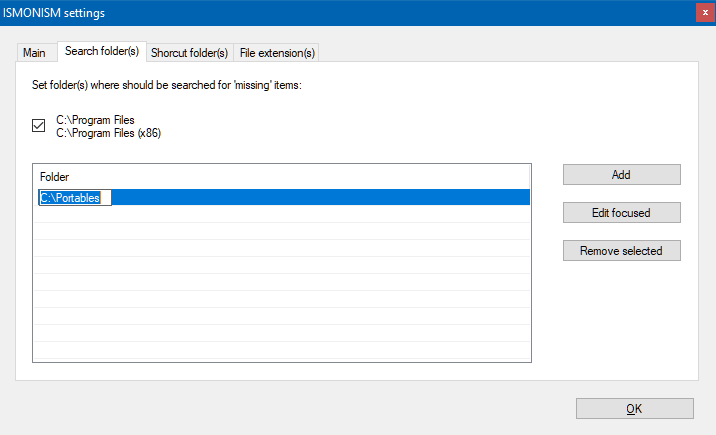 ISMONISM settings
x
Main
Search folder(s)
Shorcut folder(s)
File extension(s)
Set folder(s) where should be searched for 'missing' items:
C:\Program Files
C:\Program Files (x86)
Folder
C:\Portables
Add
Edit focused
Remove selected
OK